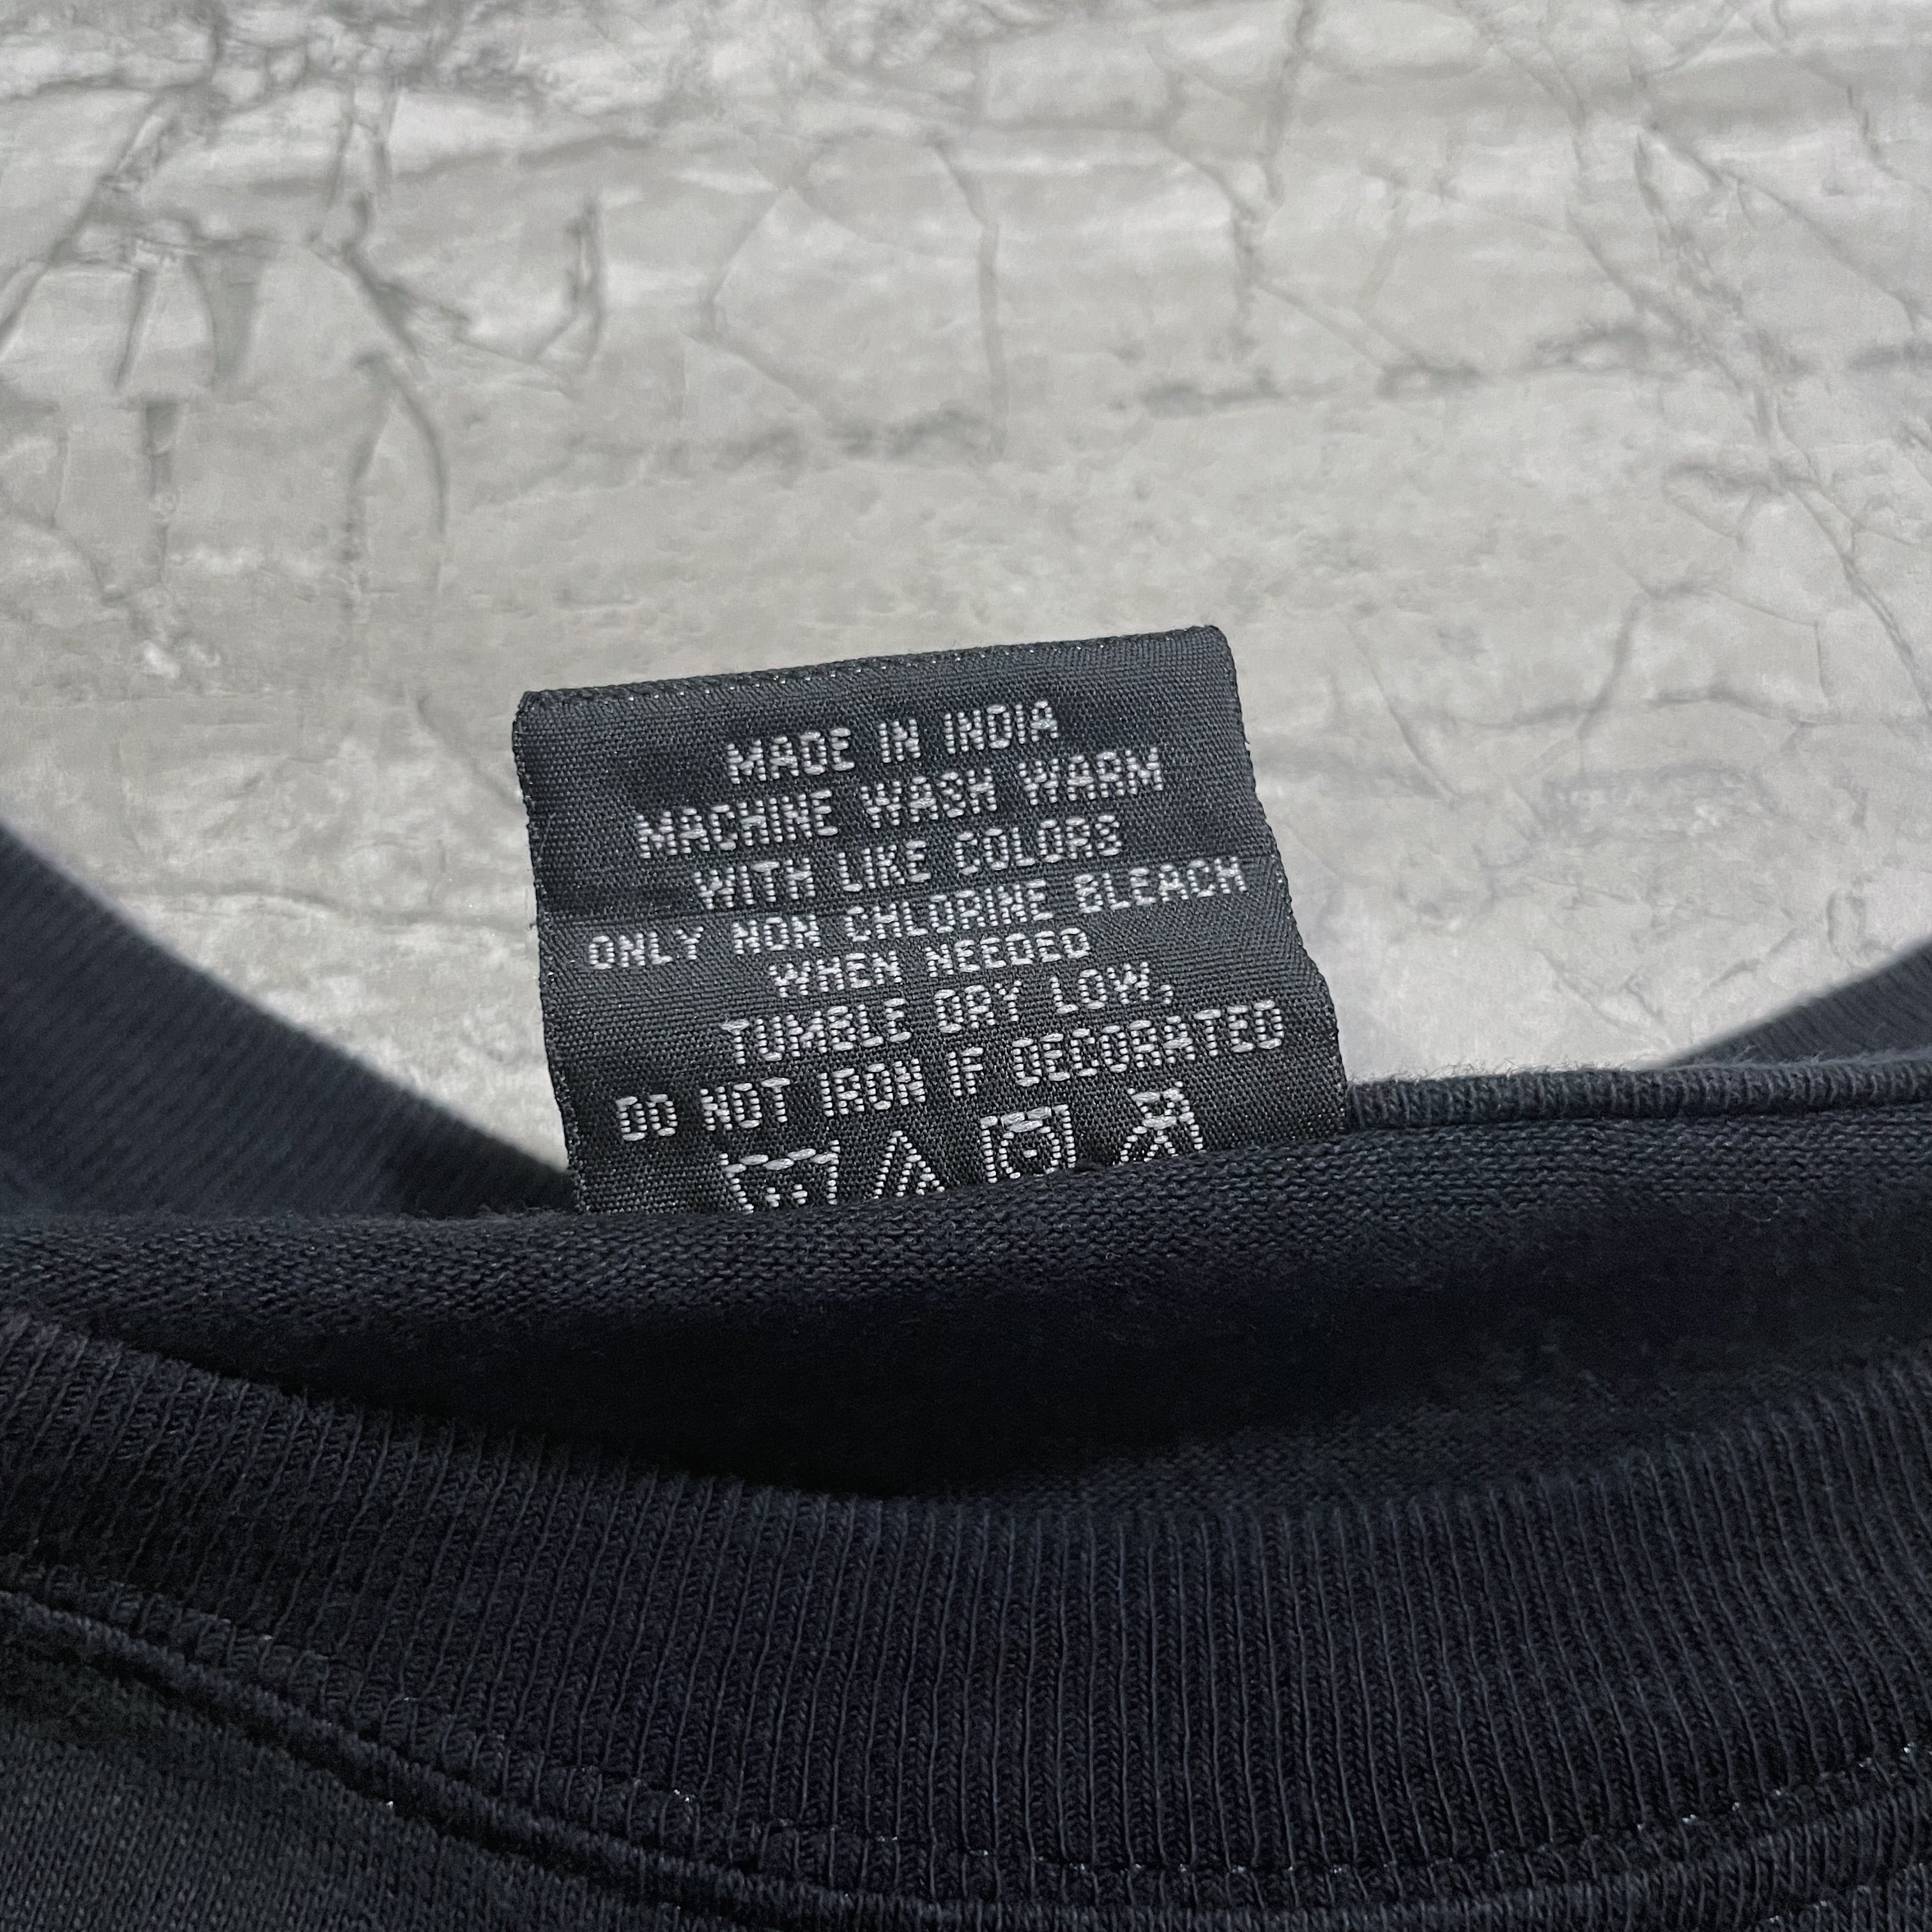 MADE IN INDIA
MACHINE WASH WARM
WITH LIKE COLORS
ONLY NON CHLORINE BLEACH
WHEN NEEDED
TUMBLE DRY LOW,
DO NOT IRON IF DECORATED